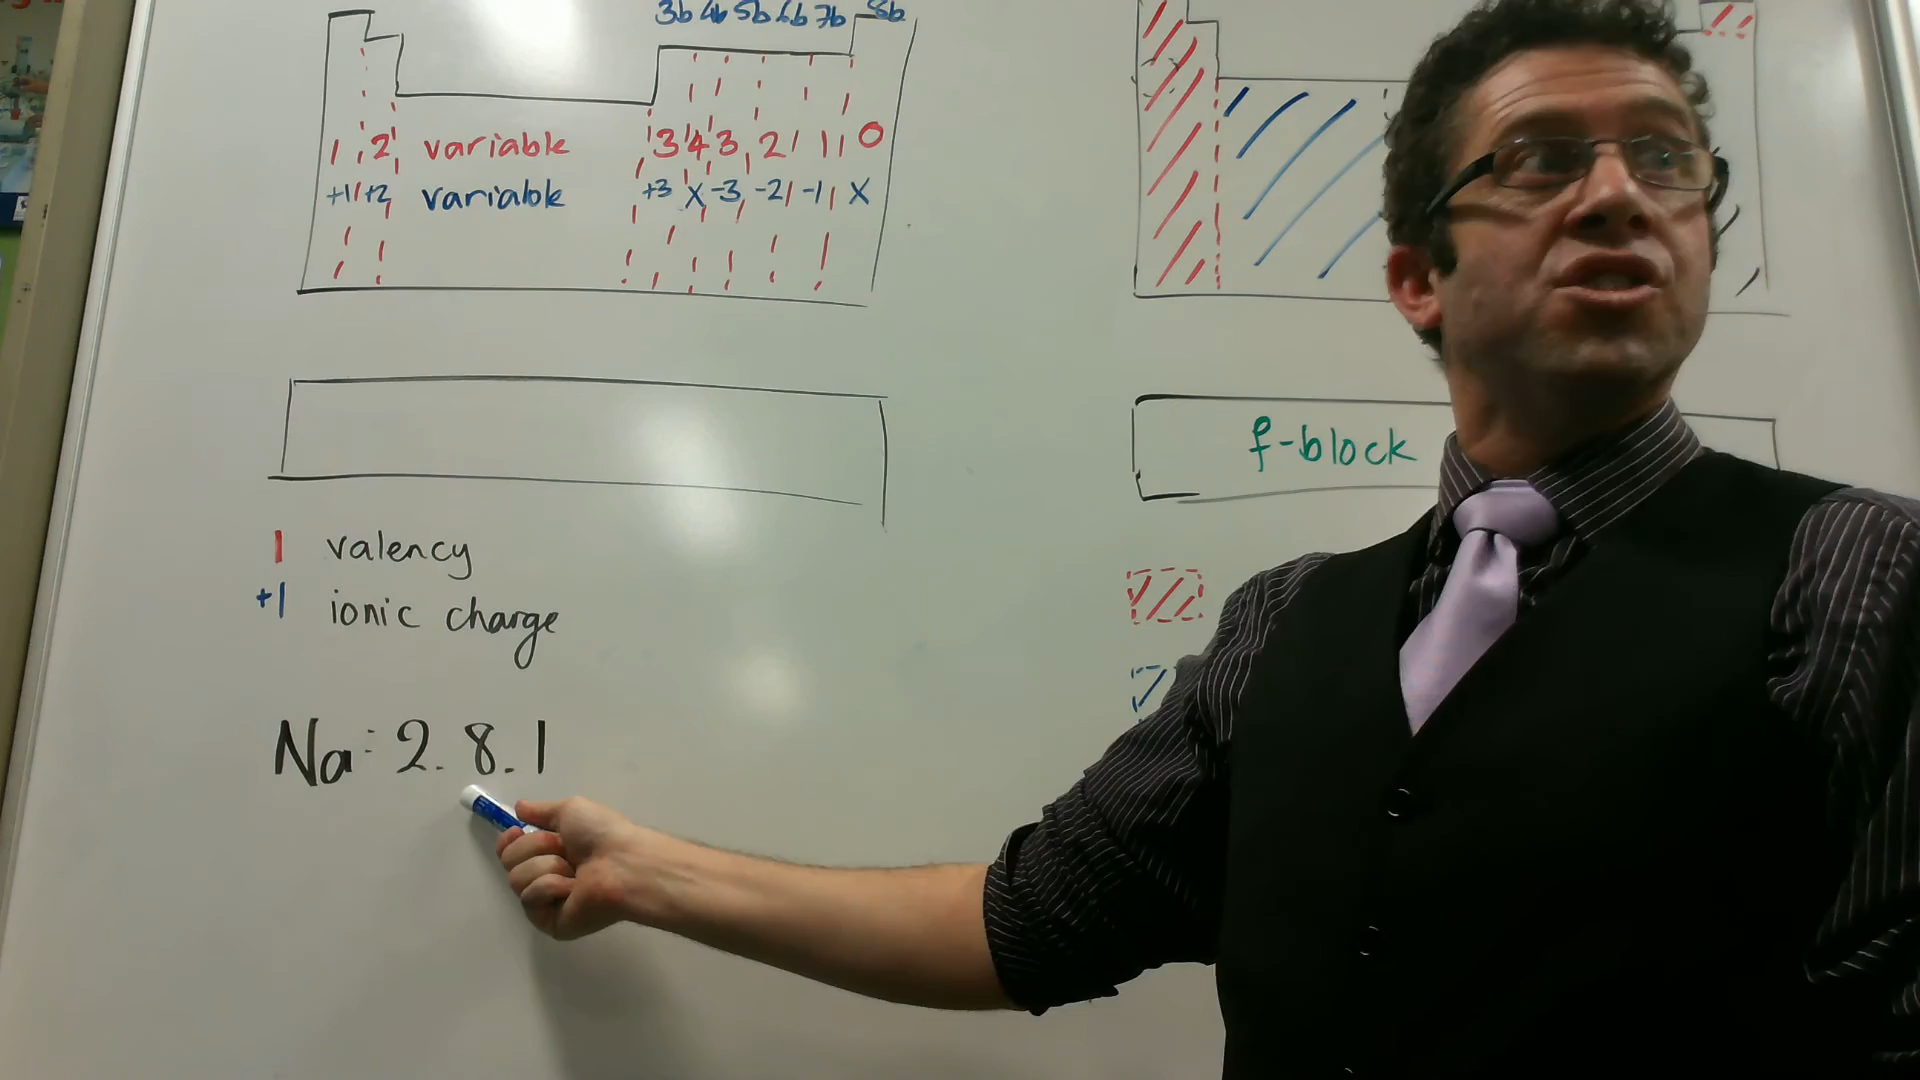 3b 4b 5b 6b 7b 8b
1 2 variable 3 4 3 2 1 0
+1 +2 variable +3 X -3 -2 -1 X
f-block
1 valency
+1 ionic charge
Na: 2.8.1